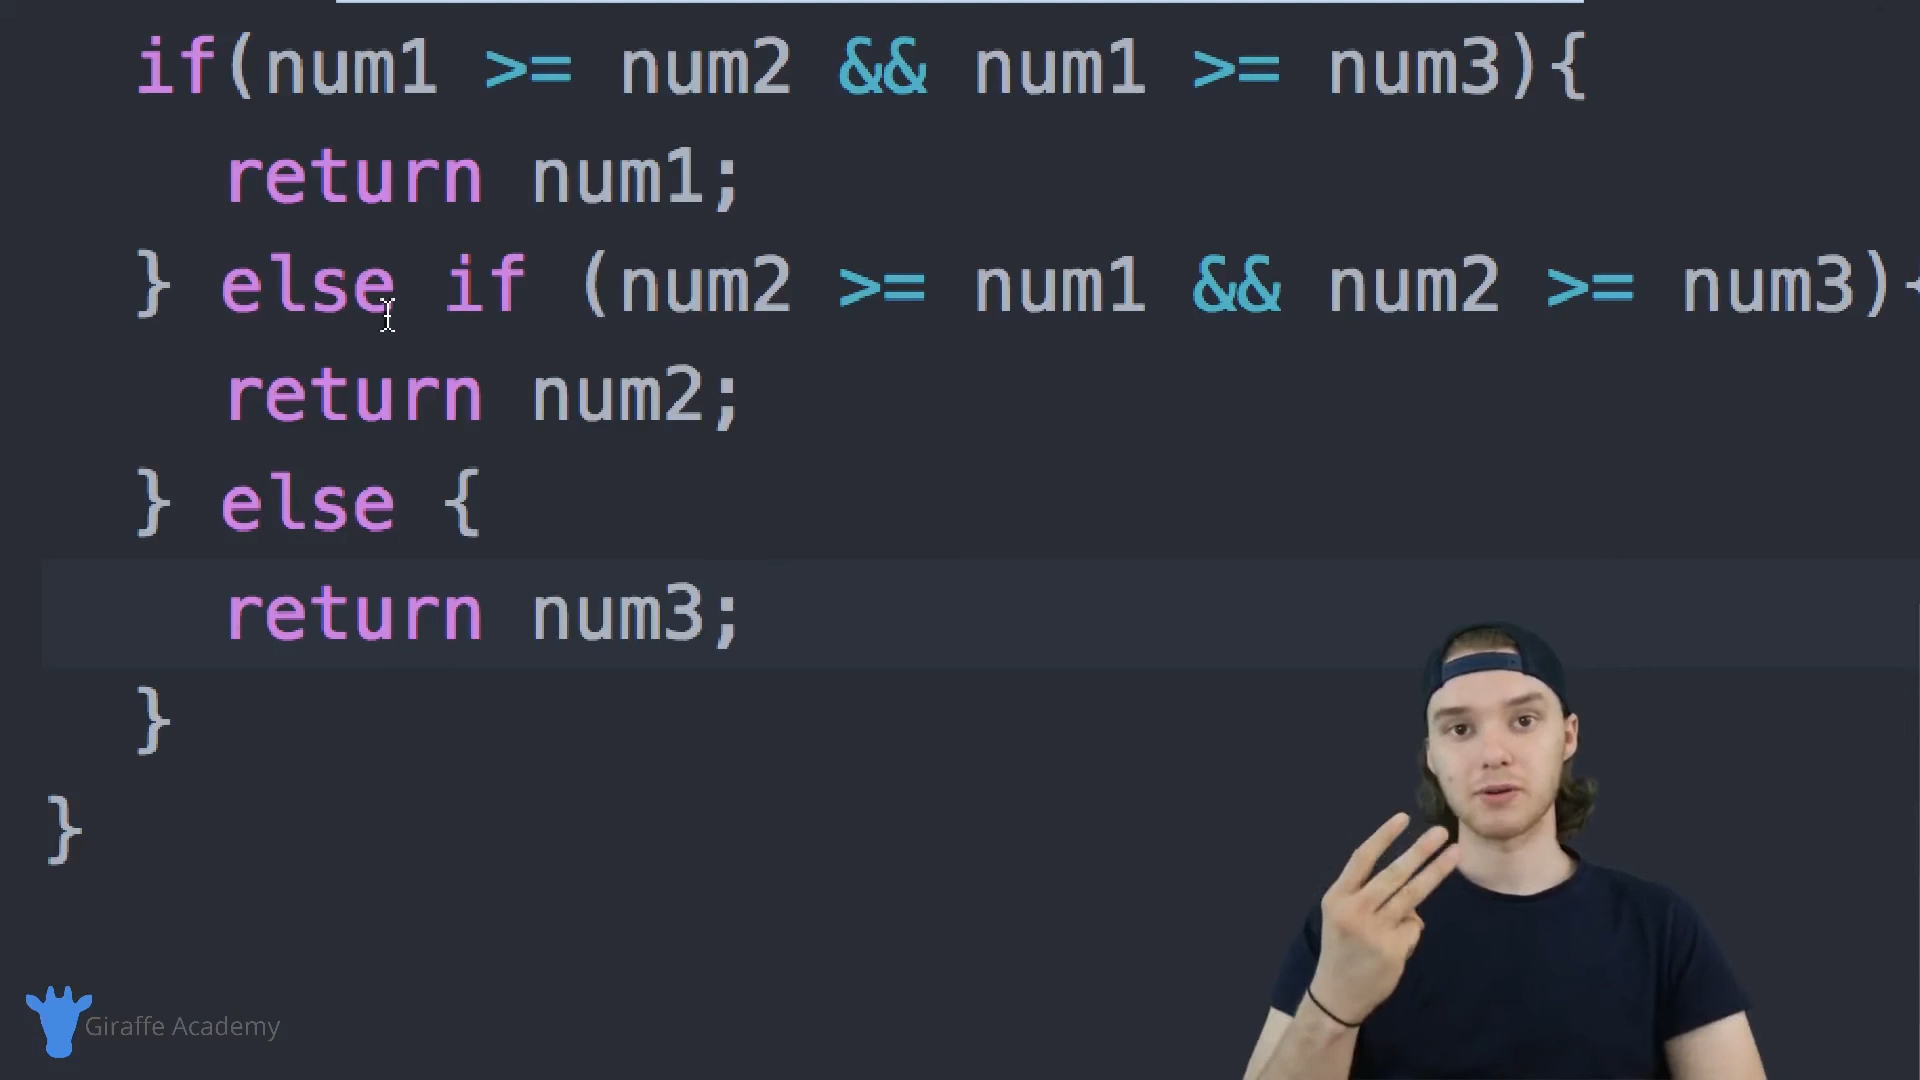 if(num1 >= num2 && num1 >= num3){
return num1;
} else if (num2 >= num1 && num2 >= num3){
return num2;
} else {
return num3;
}
}
Giraffe Academy